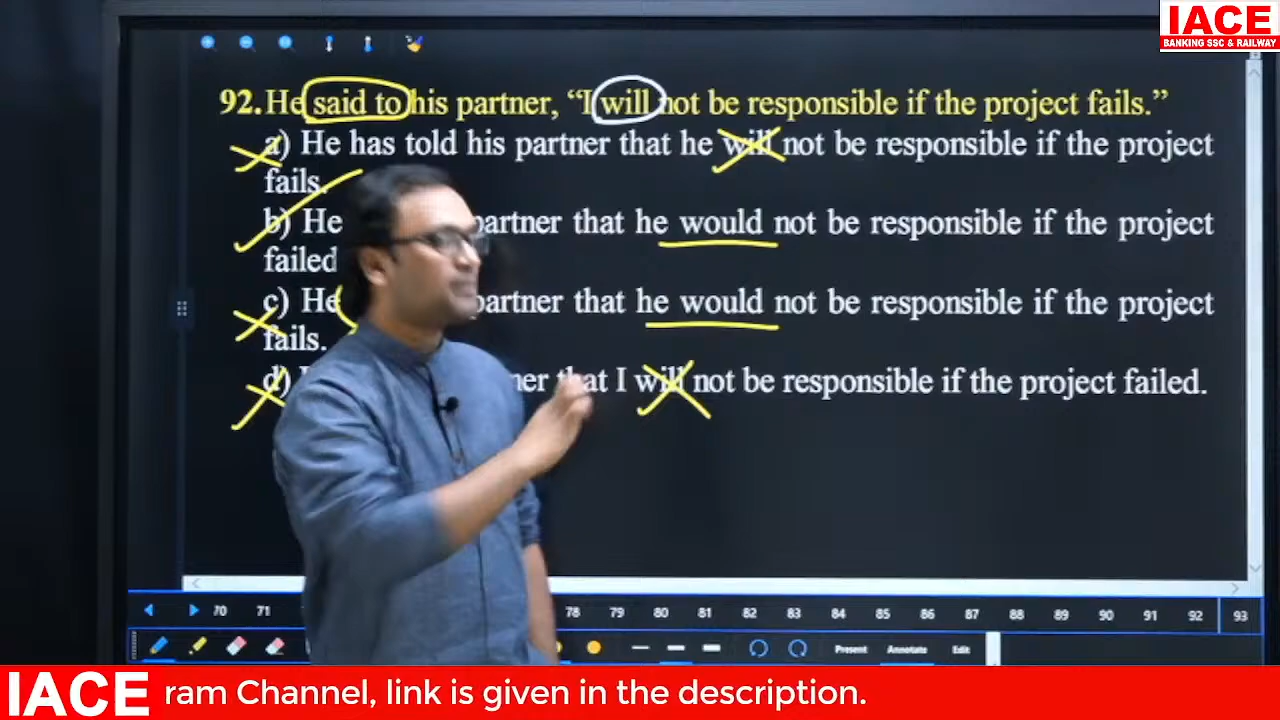 IACE
BANKING SSC & RAILWAY
92. He said to his partner, “I will not be responsible if the project fails.”
a) He has told his partner that he will not be responsible if the project
fails.
b) He partner that he would not be responsible if the project
failed
c) He partner that he would not be responsible if the project
fails.
d) that I will not be responsible if the project failed.
70 71 78 79 80 81 82 83 84 85 86 87 88 89 90 91 92 93
Present Annotate Edit
IACE ram Channel, link is given in the description.